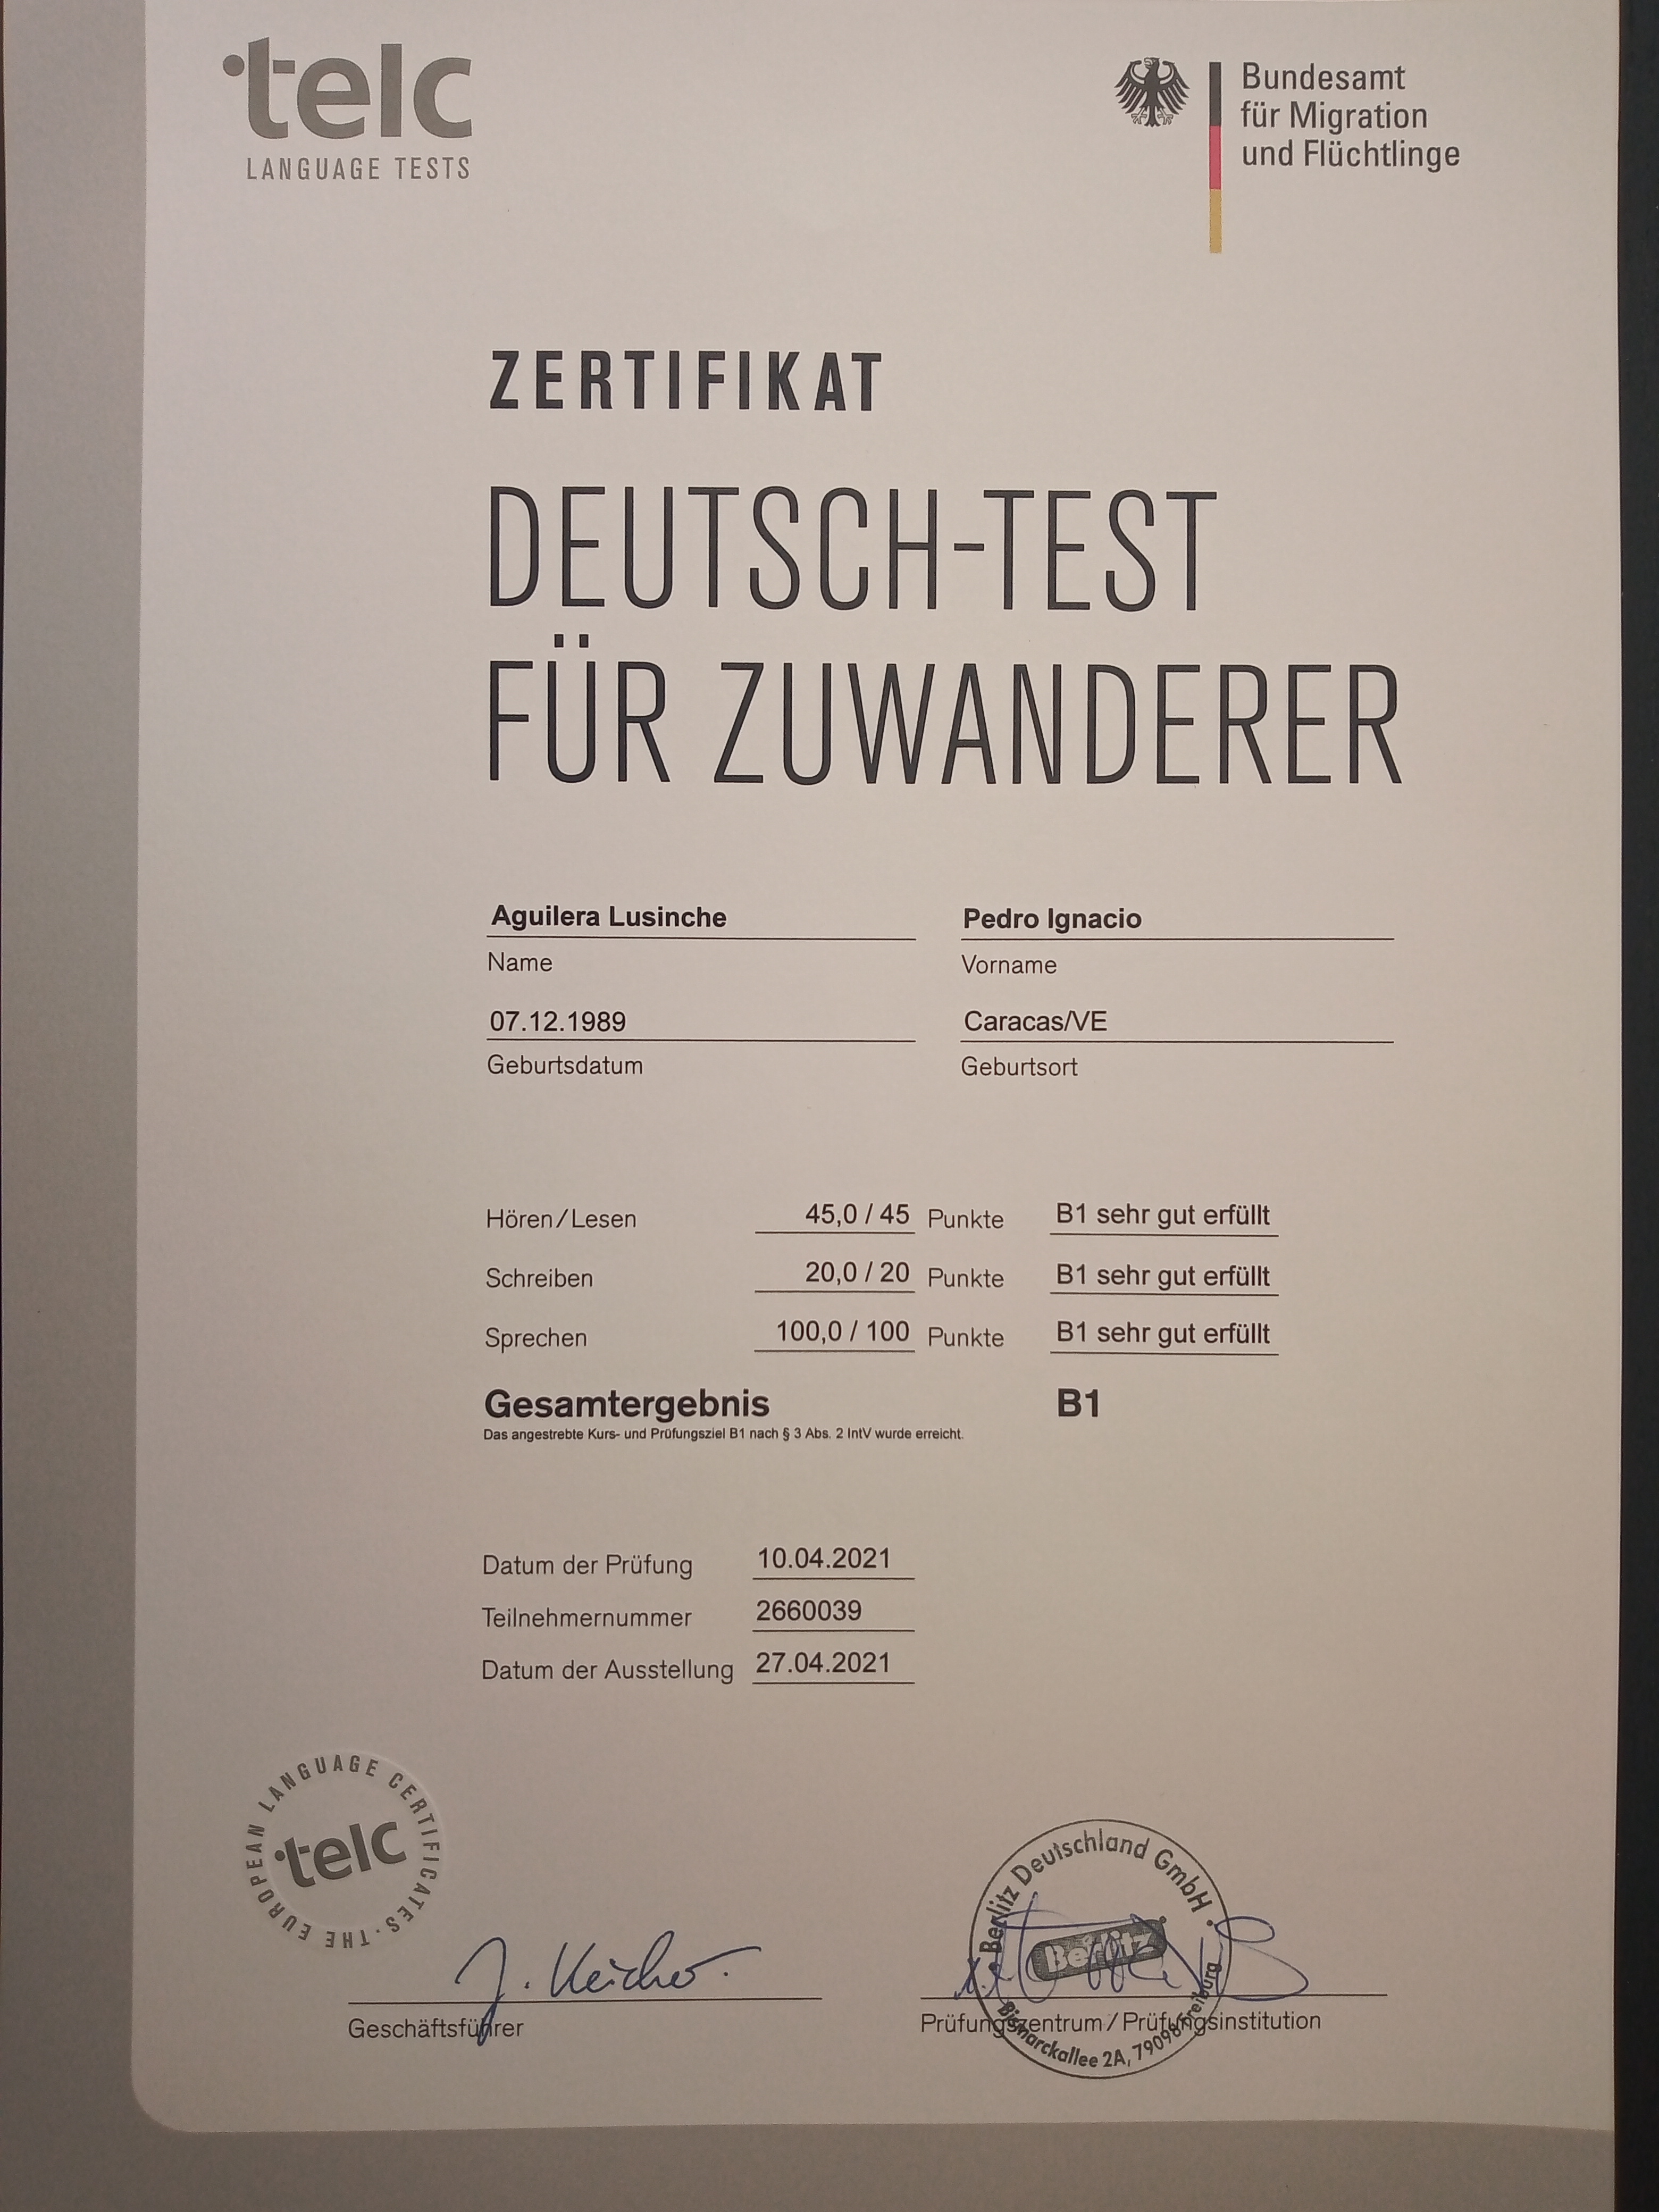 telc
LANGUAGE TESTS
Bundesamt
für Migration
und Flüchtlinge
ZERTIFIKAT
DEUTSCH-TEST
FÜR ZUWANDERER
Aguilera Lusinche Pedro Ignacio
Name Vorname
07.12.1989 Caracas/VE
Geburtsdatum Geburtsort
Hören/Lesen 45,0 / 45 Punkte B1 sehr gut erfüllt
Schreiben 20,0 / 20 Punkte B1 sehr gut erfüllt
Sprechen 100,0 / 100 Punkte B1 sehr gut erfüllt
Gesamtergebnis B1
Das angestrebte Kurs- und Prüfungsziel B1 nach § 3 Abs. 2 IntV wurde erreicht.
Datum der Prüfung 10.04.2021
Teilnehmernummer 2660039
Datum der Ausstellung 27.04.2021
THE EUROPEAN LANGUAGE CERTIFICATES
telc
Berlitz Deutschland GmbH
Berlitz
Bismarckallee 2A, 79098 Freiburg
Geschäftsführer Prüfungszentrum / Prüfungsinstitution